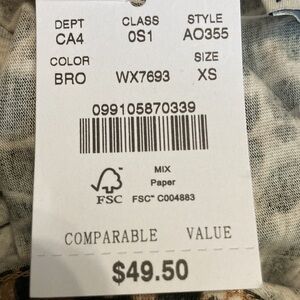 DEPT CLASS STYLE
CA4 0S1 AO355
COLOR SIZE
BRO WX7693 XS
099105870339
MIX
Paper
FSC FSC™ C004883
COMPARABLE VALUE
$49.50